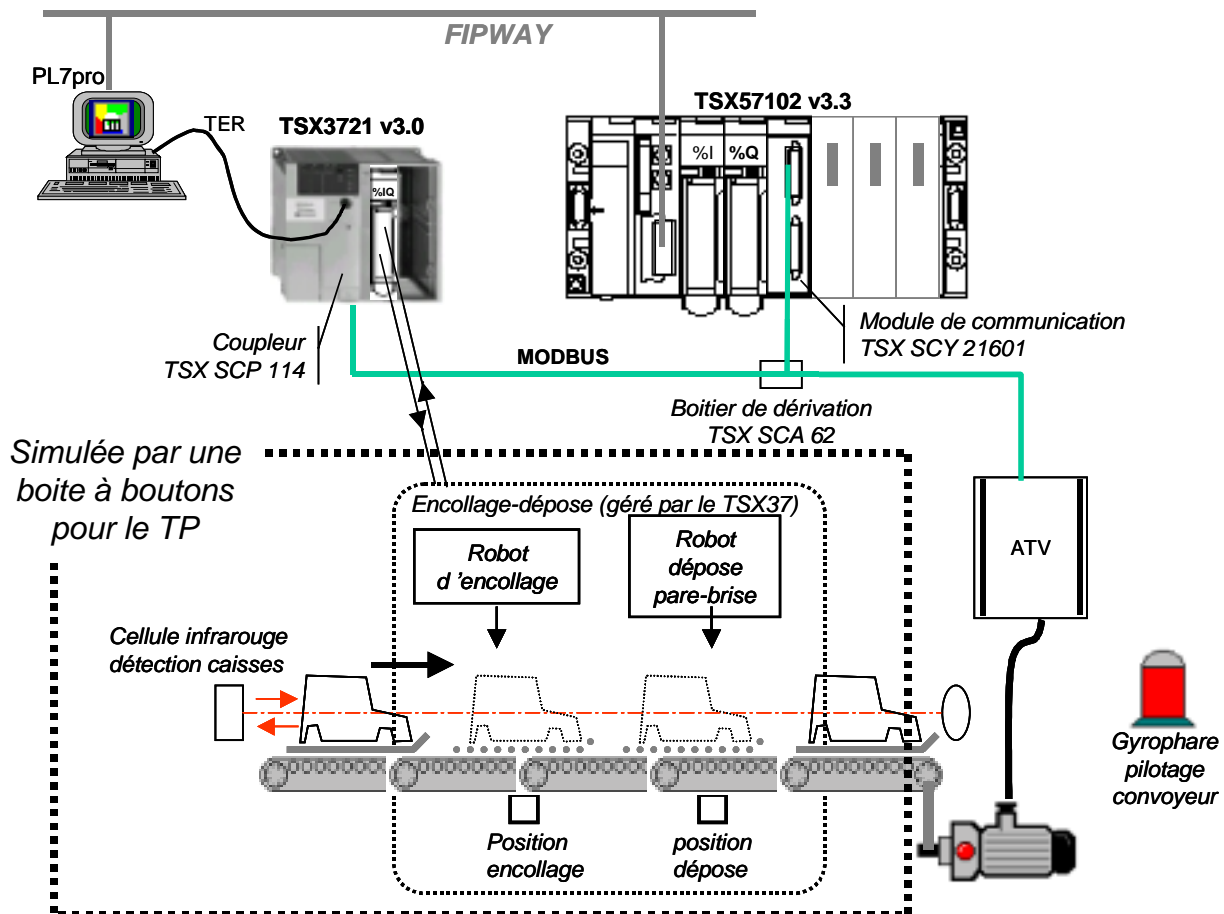 FIPWAY
PL7pro
TER
TSX3721 v3.0
%IQ
TSX57102 v3.3
%I
%Q
Coupleur
TSX SCP 114
MODBUS
Module de communication
TSX SCY 21601
Boitier de dérivation
TSX SCA 62
Simulée par une
boite à boutons
pour le TP
Encollage-dépose (géré par le TSX37)
Robot
d 'encollage
Robot
dépose
pare-brise
ATV
Cellule infrarouge
détection caisses
Gyrophare
pilotage
convoyeur
Position
encollage
position
dépose